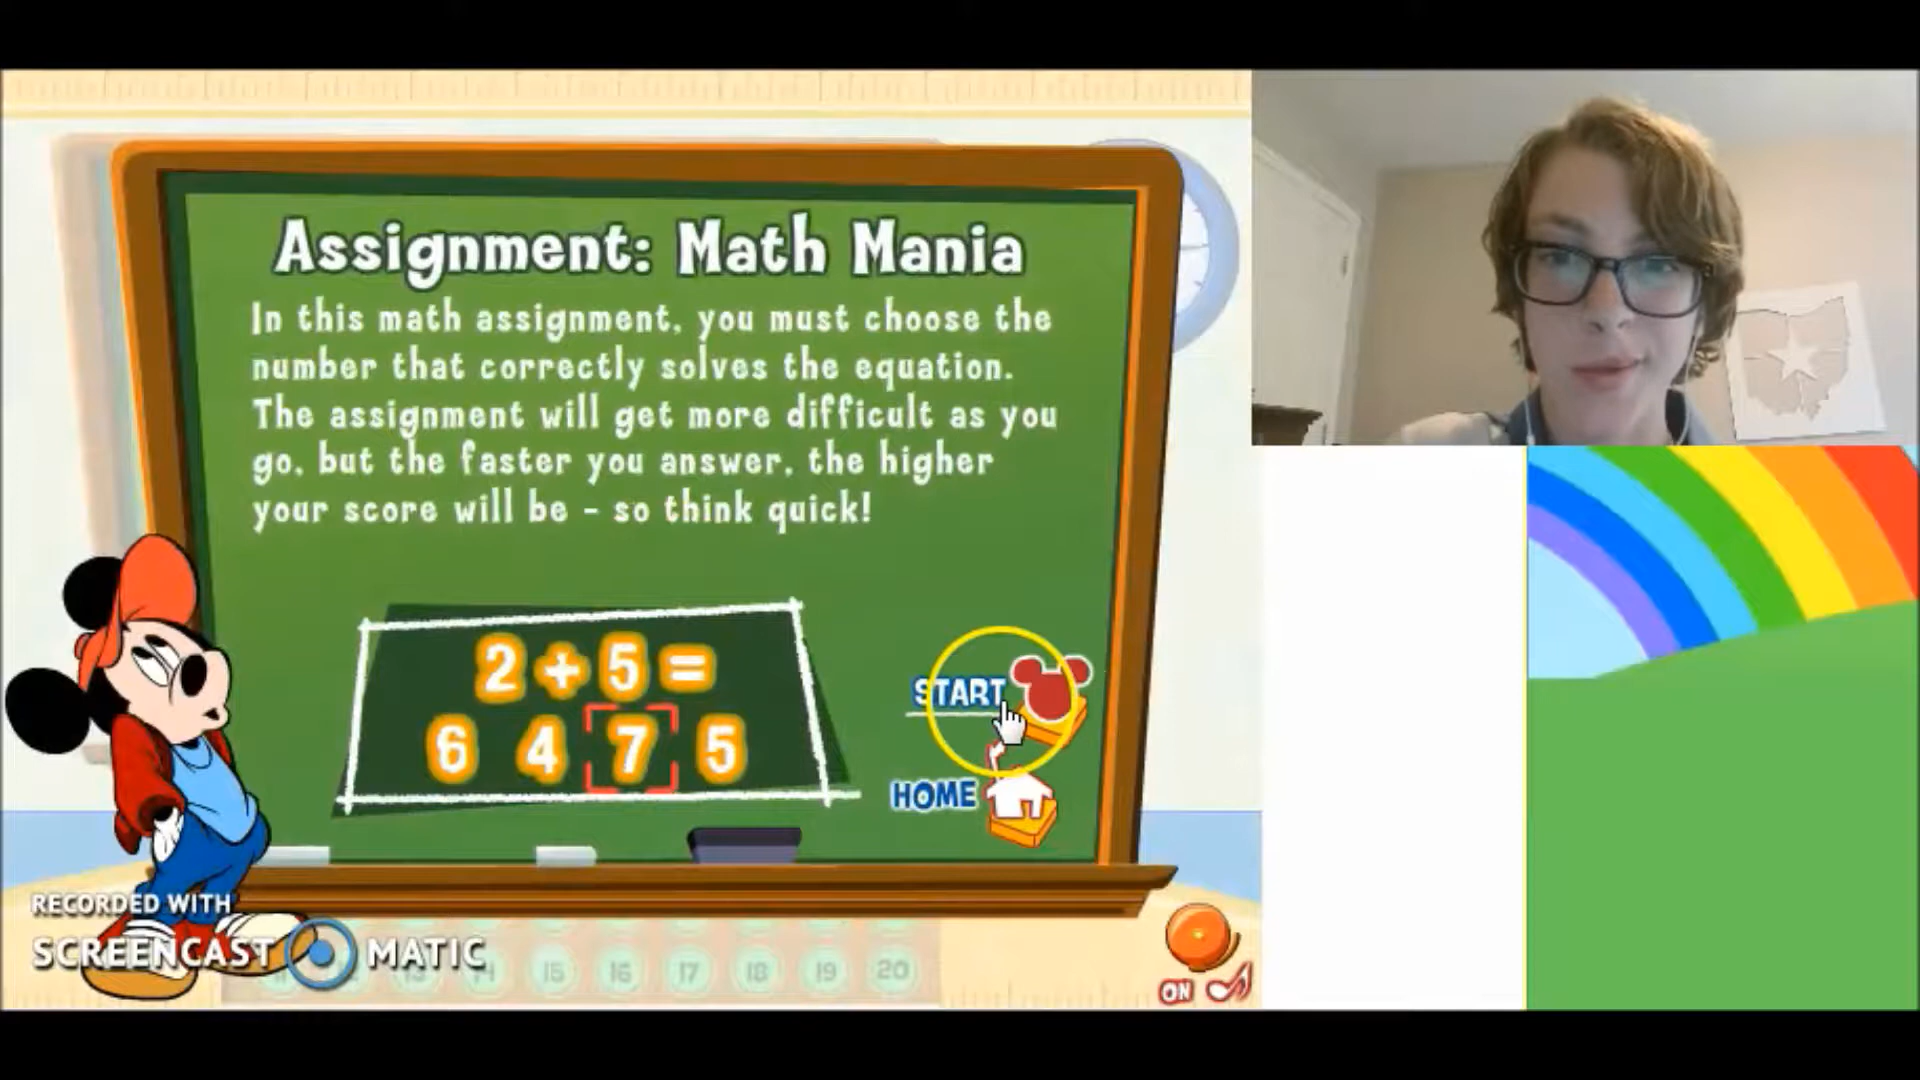 Assignment: Math Mania
In this math assignment, you must choose the
number that correctly solves the equation.
The assignment will get more difficult as you
go, but the faster you answer, the higher
your score will be - so think quick!
2 + 5 =
6 4 7 5
START
HOME
RECORDED WITH
SCREENCAST MATIC
14 15 16 17 18 19 20
ON